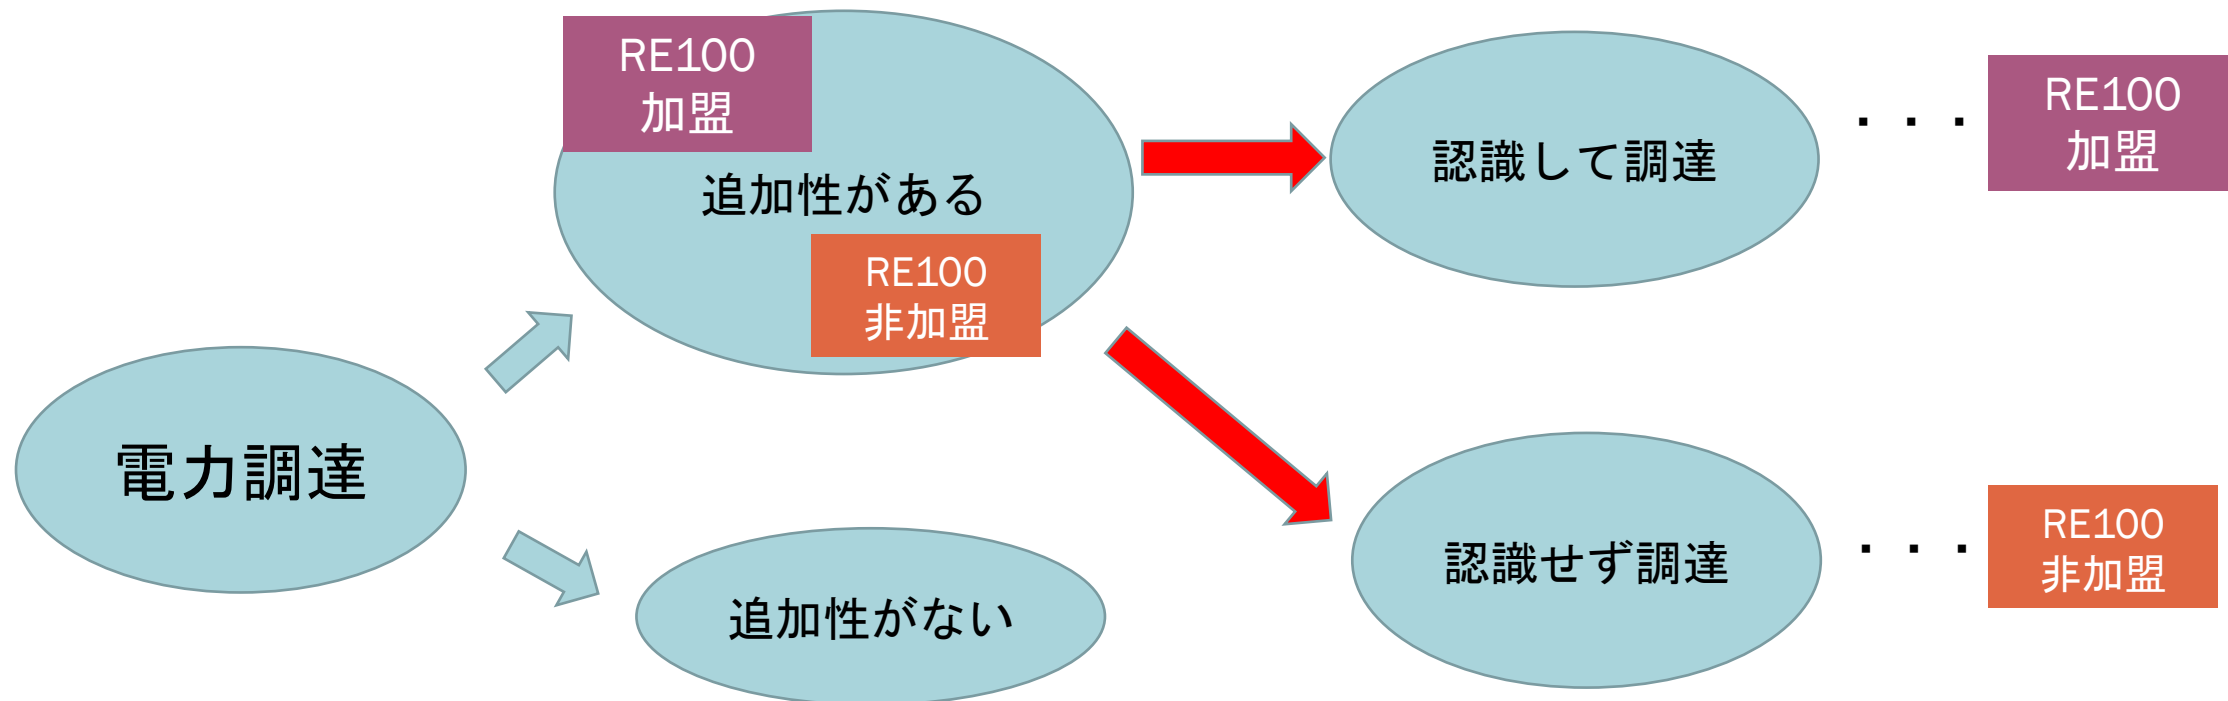 RE100
加盟
追加性がある
RE100
非加盟
認識して調達
・・・
RE100
加盟
電力調達
追加性がない
認識せず調達
・・・
RE100
非加盟